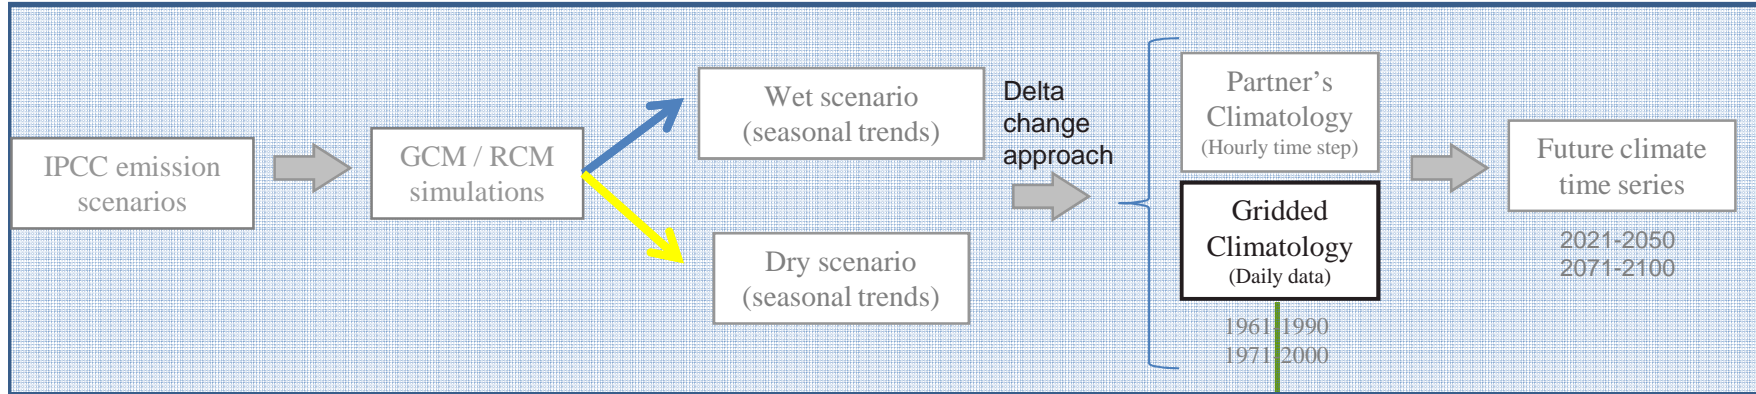 IPCC emission
scenarios
GCM / RCM
simulations
Wet scenario
(seasonal trends)
Dry scenario
(seasonal trends)
Delta
change
approach
Partner's
Climatology
(Hourly time step)
Gridded
Climatology
(Daily data)
1961-1990
1971-2000
Future climate
time series
2021-2050
2071-2100